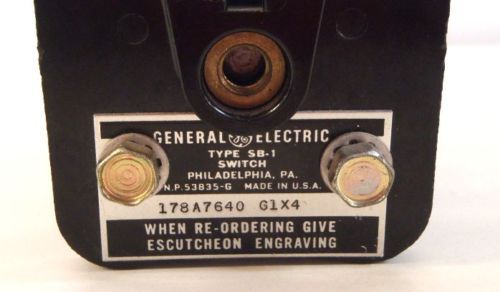 GENERAL GE ELECTRIC
TYPE SB-1
SWITCH
PHILADELPHIA, PA.
N.P. 53835-G MADE IN U.S.A.
178A7640 G1X4
WHEN RE-ORDERING GIVE
ESCUTCHEON ENGRAVING